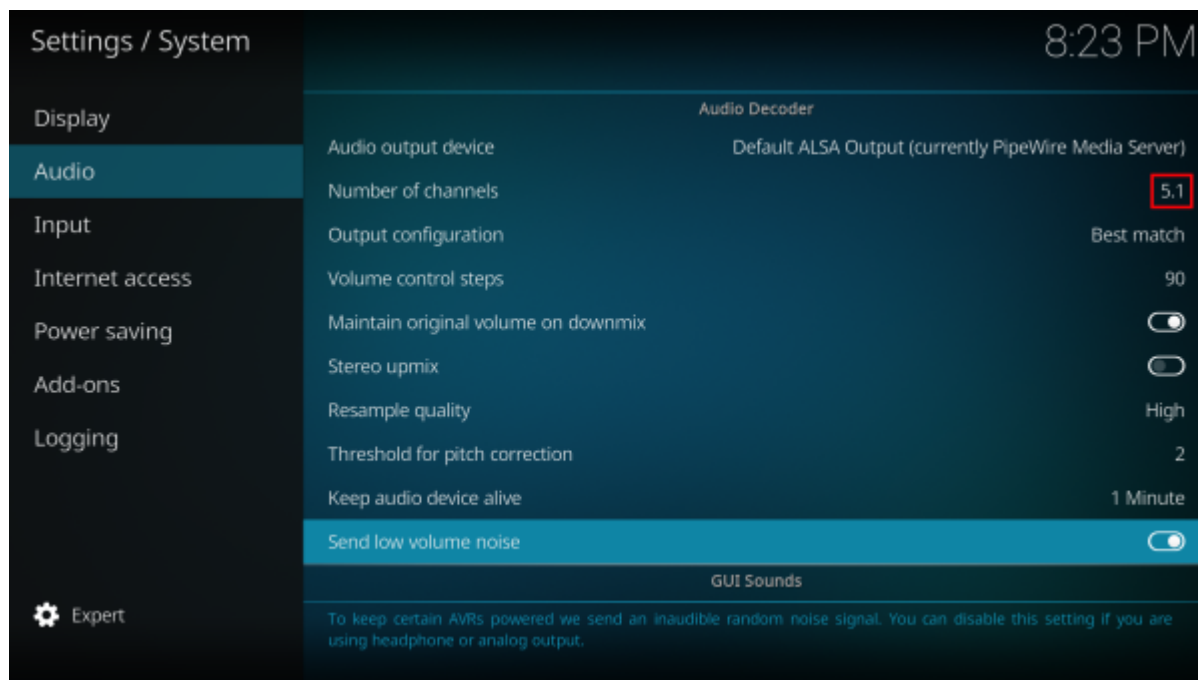 Settings / System
8:23 PM
Display
Audio
Input
Internet access
Power saving
Add-ons
Logging
Expert
Audio Decoder
Audio output device Default ALSA Output (currently PipeWire Media Server)
Number of channels 5.1
Output configuration Best match
Volume control steps 90
Maintain original volume on downmix
Stereo upmix
Resample quality High
Threshold for pitch correction 2
Keep audio device alive 1 Minute
Send low volume noise
GUI Sounds
To keep certain AVRs powered we send an inaudible random noise signal. You can disable this setting if you are
using headphone or analog output.